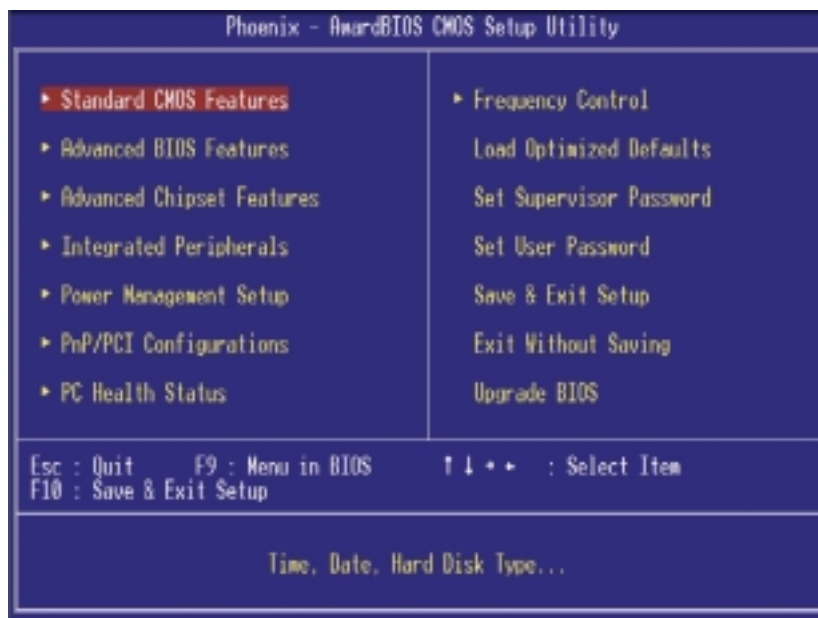 Phoenix - AwardBIOS CMOS Setup Utility
▸ Standard CMOS Features
▸ Advanced BIOS Features
▸ Advanced Chipset Features
▸ Integrated Peripherals
▸ Power Management Setup
▸ PnP/PCI Configurations
▸ PC Health Status
▸ Frequency Control
Load Optimized Defaults
Set Supervisor Password
Set User Password
Save & Exit Setup
Exit Without Saving
Upgrade BIOS
Esc : Quit F9 : Menu in BIOS ↑ ↓ → ← : Select Item
F10 : Save & Exit Setup
Time, Date, Hard Disk Type...